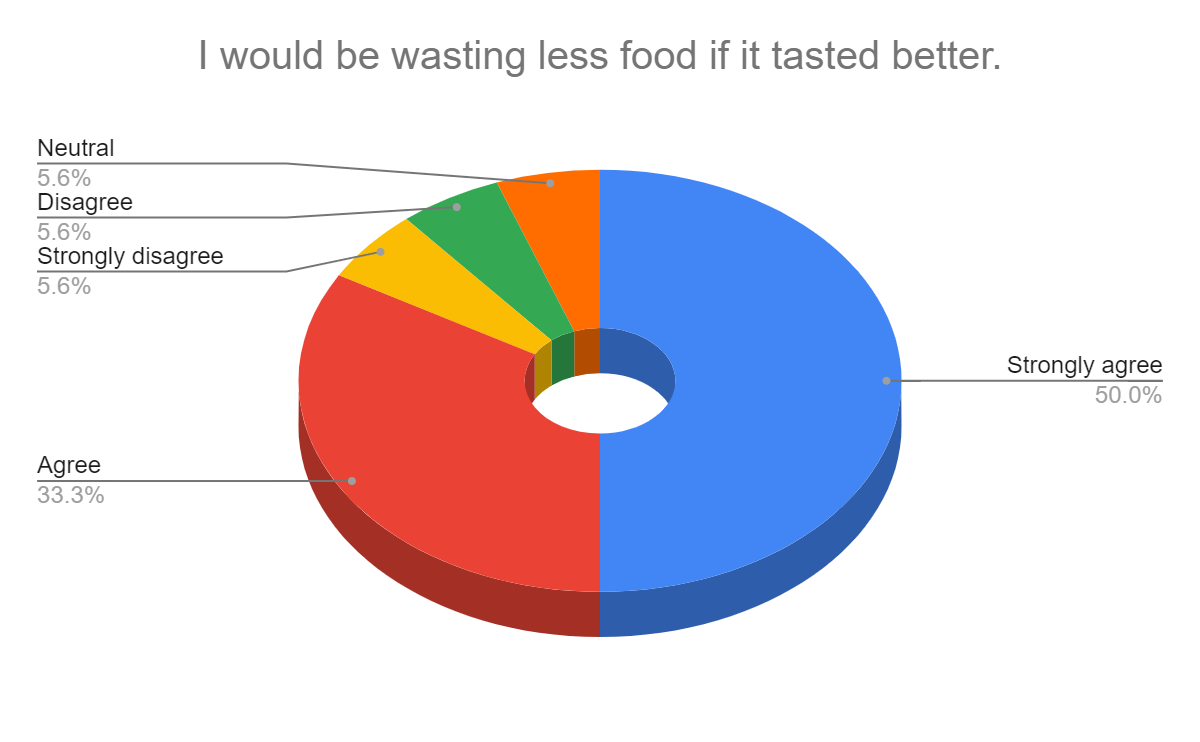 I would be wasting less food if it tasted better.
Neutral
5.6%
Disagree
5.6%
Strongly disagree
5.6%
Strongly agree
50.0%
Agree
33.3%